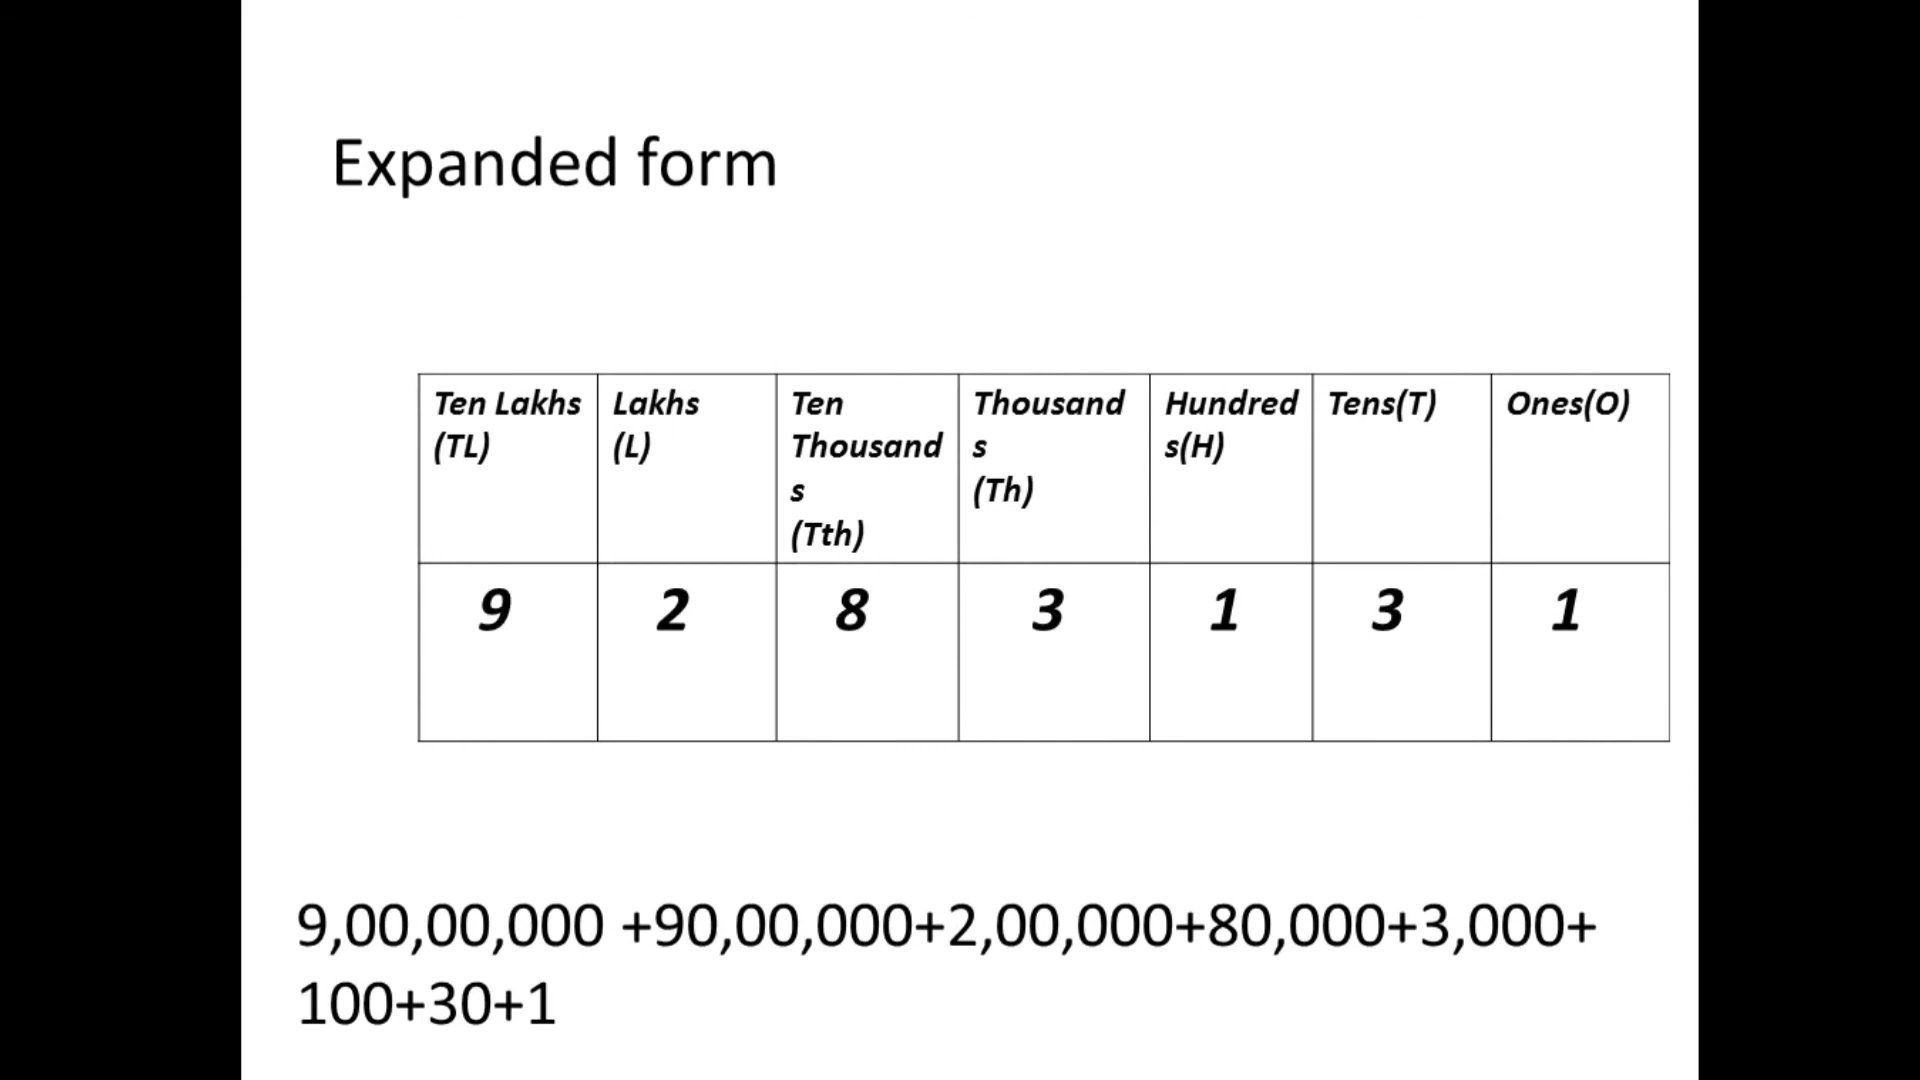 Expanded form
Ten Lakhs
(TL)
Lakhs
(L)
Ten
Thousand
s
(Tth)
Thousand
s
(Th)
Hundred
s(H)
Tens(T)
Ones(O)
9 2 8 3 1 3 1
9,00,00,000 +90,00,000+2,00,000+80,000+3,000+
100+30+1